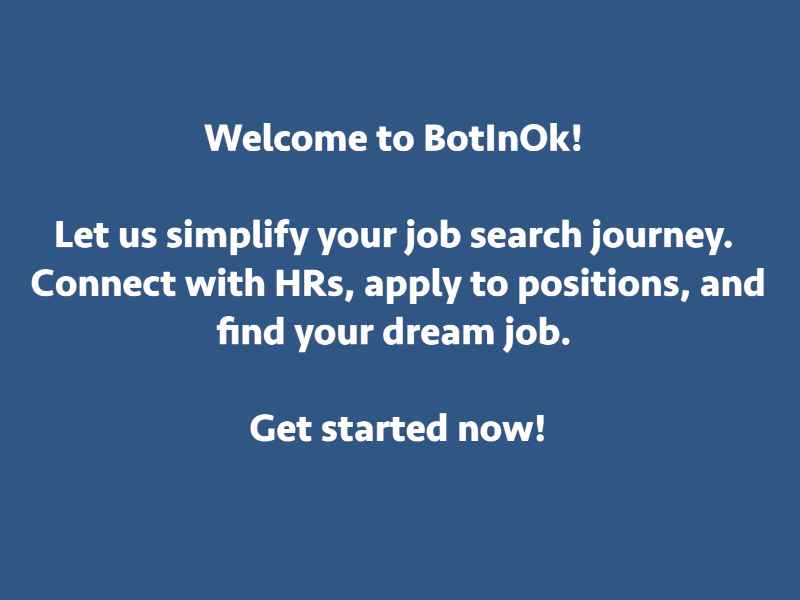 Welcome to BotInOk!
Let us simplify your job search journey.
Connect with HRs, apply to positions, and
find your dream job.
Get started now!